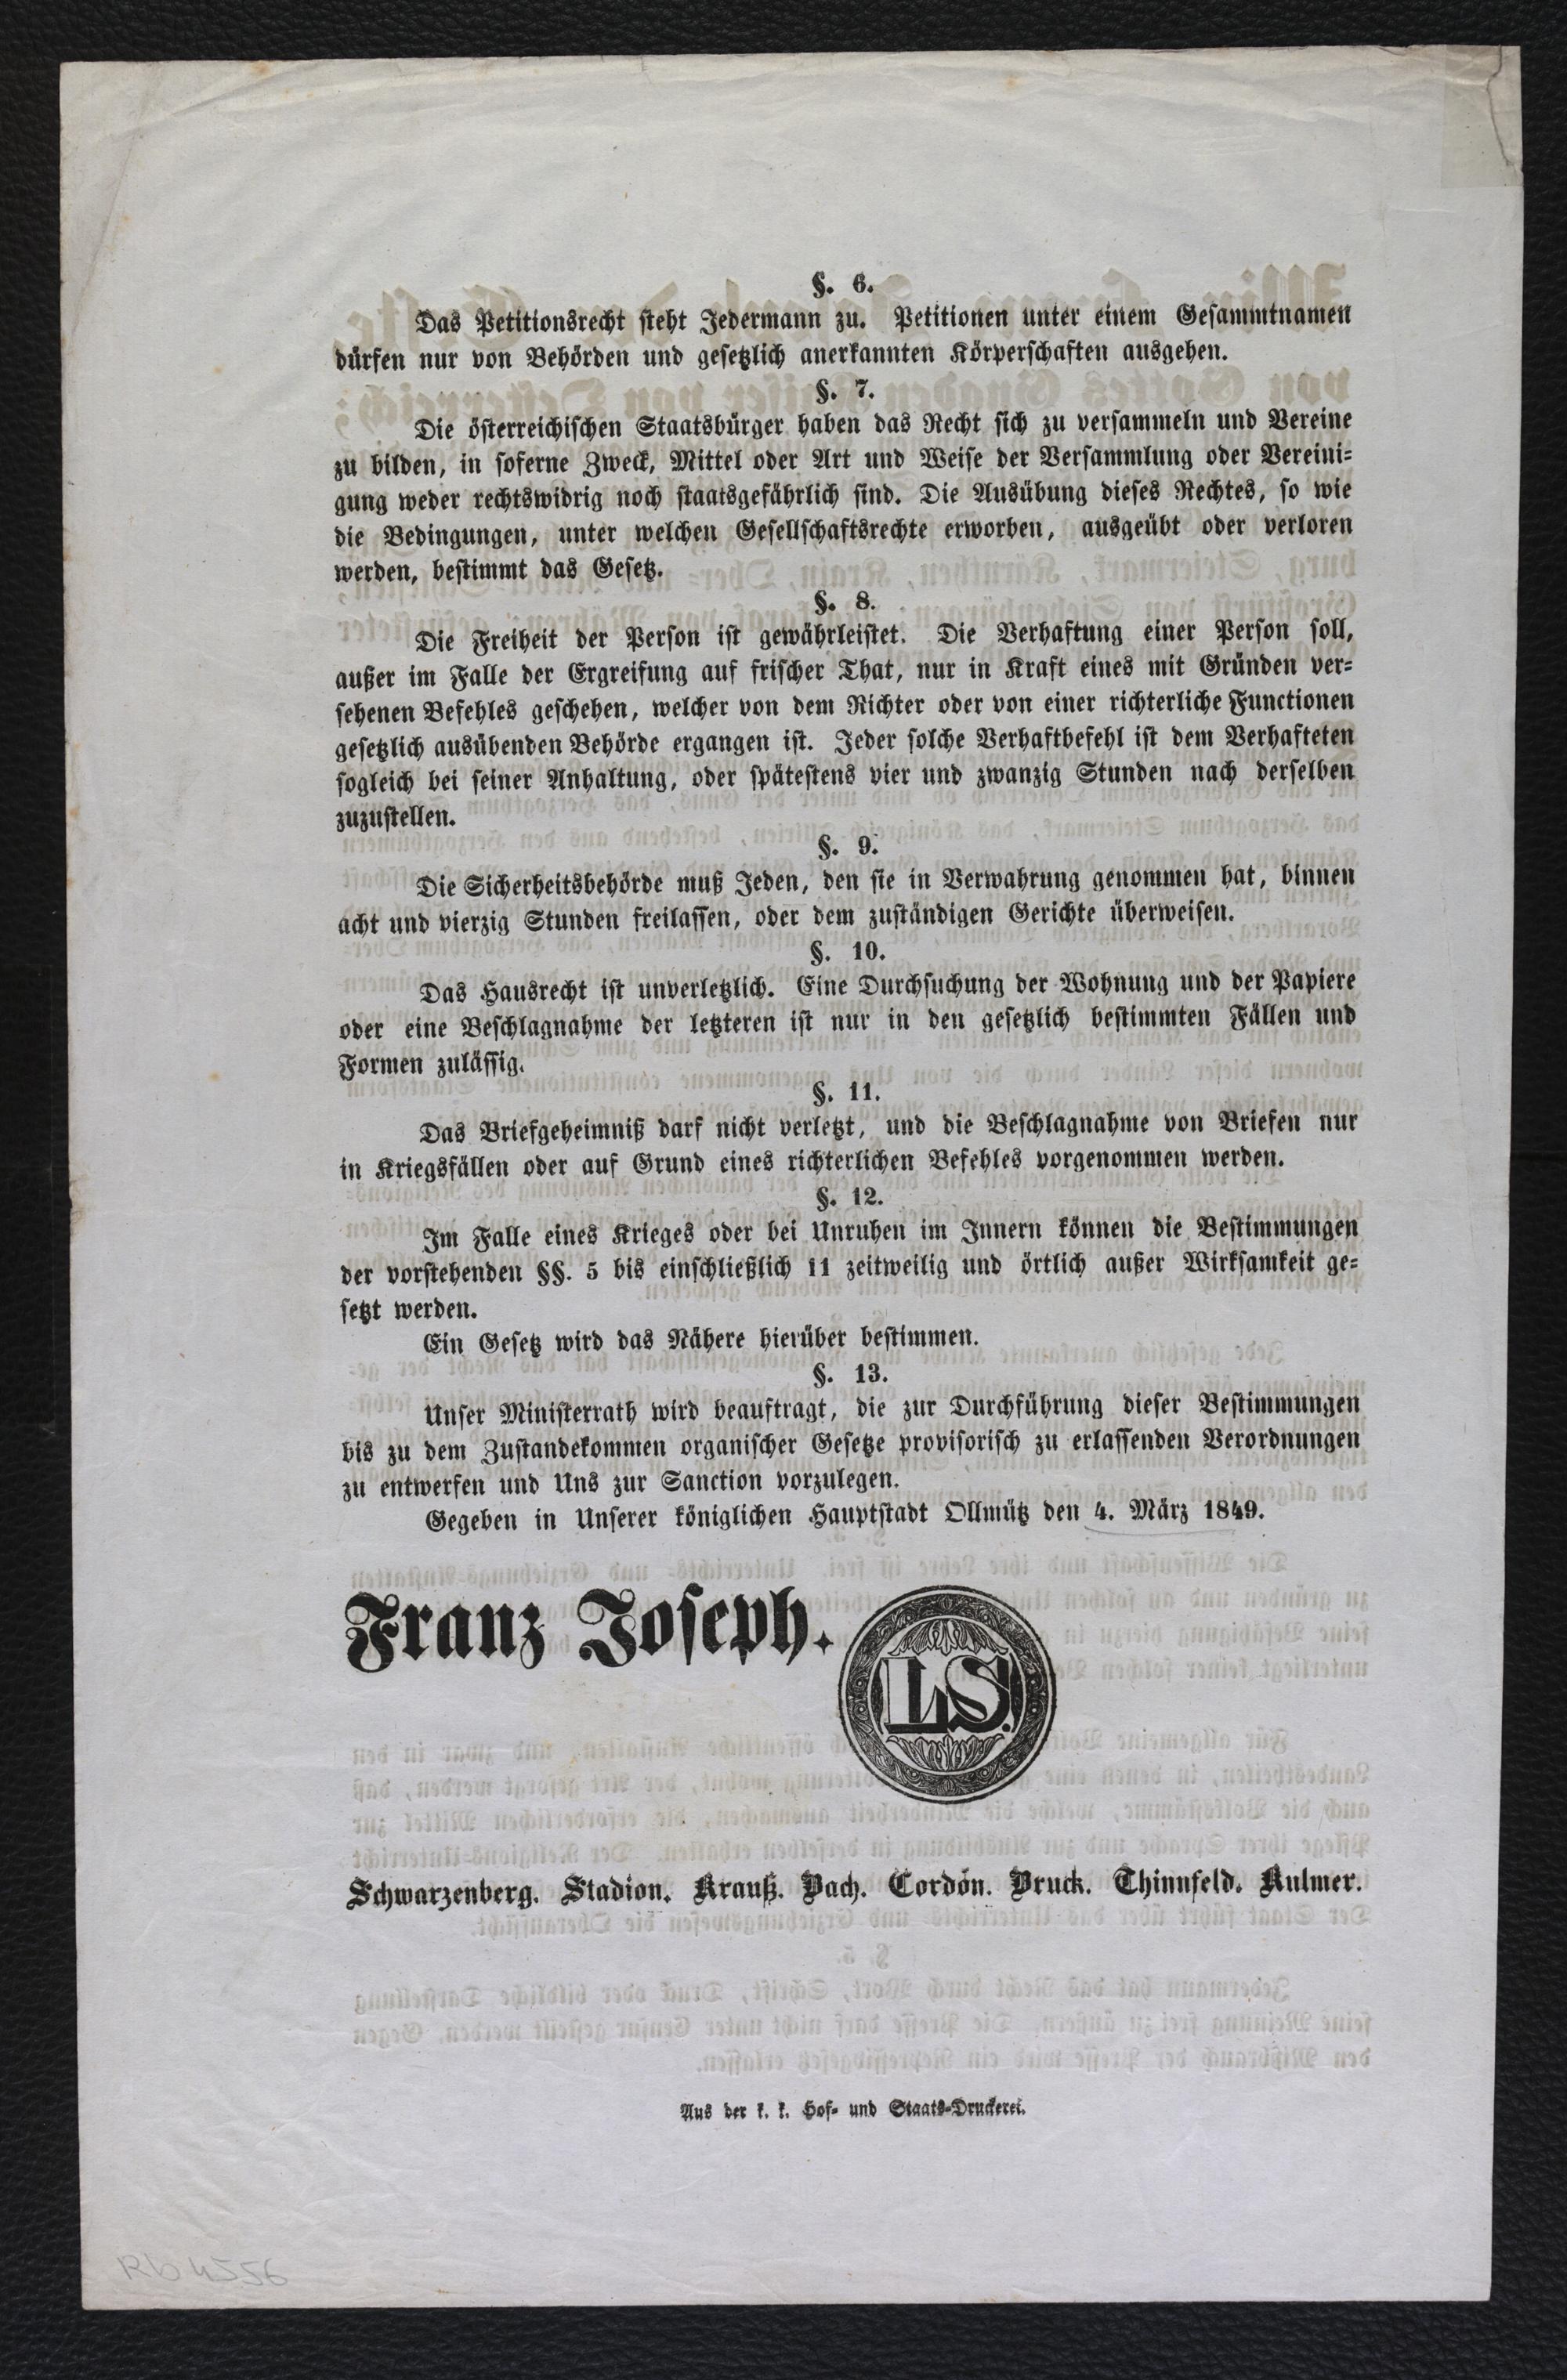 §. 6.
Das Petitionsrecht steht Jedermann zu. Petitionen unter einem Gesammtnamen
dürfen nur von Behörden und gesetzlich anerkannten Körperschaften ausgehen.
§. 7.
Die österreichischen Staatsbürger haben das Recht sich zu versammeln und Vereine
zu bilden, in soferne Zweck, Mittel oder Art und Weise der Versammlung oder Vereini-
gung weder rechtswidrig noch staatsgefährlich sind. Die Ausübung dieses Rechtes, so wie
die Bedingungen, unter welchen Gesellschaftsrechte erworben, ausgeübt oder verloren
werden, bestimmt das Gesetz.
§. 8.
Die Freiheit der Person ist gewährleistet. Die Verhaftung einer Person soll,
außer im Falle der Ergreifung auf frischer That, nur in Kraft eines mit Gründen ver-
sehenen Befehles geschehen, welcher von dem Richter oder von einer richterliche Functionen
gesetzlich ausübenden Behörde ergangen ist. Jeder solche Verhaftbefehl ist dem Verhafteten
sogleich bei seiner Anhaltung, oder spätestens vier und zwanzig Stunden nach derselben
zuzustellen.
§. 9.
Die Sicherheitsbehörde muß Jeden, den sie in Verwahrung genommen hat, binnen
acht und vierzig Stunden freilassen, oder dem zuständigen Gerichte überweisen.
§. 10.
Das Hausrecht ist unverletzlich. Eine Durchsuchung der Wohnung und der Papiere
oder eine Beschlagnahme der letzteren ist nur in den gesetzlich bestimmten Fällen und
Formen zulässig.
§. 11.
Das Briefgeheimniß darf nicht verletzt, und die Beschlagnahme von Briefen nur
in Kriegsfällen oder auf Grund eines richterlichen Befehles vorgenommen werden.
§. 12.
Im Falle eines Krieges oder bei Unruhen im Innern können die Bestimmungen
der vorstehenden §§. 5 bis einschließlich 11 zeitweilig und örtlich außer Wirksamkeit ge-
setzt werden.
Ein Gesetz wird das Nähere hierüber bestimmen.
§. 13.
Unser Ministerrath wird beauftragt, die zur Durchführung dieser Bestimmungen
bis zu dem Zustandekommen organischer Gesetze provisorisch zu erlassenden Verordnungen
zu entwerfen und Uns zur Sanction vorzulegen.
Gegeben in Unserer königlichen Hauptstadt Ollmütz den 4. März 1849.
Franz Joseph.
L.S.
Schwarzenberg. Stadion. Krauß. Bach. Cordon. Bruck. Thinnfeld. Kulmer.
Aus der k. k. Hof- und Staats-Druckerei.
Rb 4556